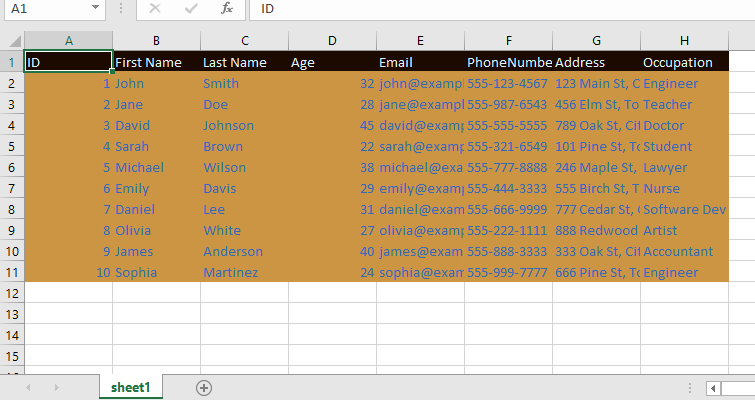 A1 fx ID
A B C D E F G H
1 ID First Name Last Name Age Email PhoneNumbe Address Occupation
2 1 John Smith 32 john@exampl 555-123-4567 123 Main St, C Engineer
3 2 Jane Doe 28 jane@exampl 555-987-6543 456 Elm St, To Teacher
4 3 David Johnson 45 david@examp 555-555-5555 789 Oak St, Cit Doctor
5 4 Sarah Brown 22 sarah@examp 555-321-6549 101 Pine St, To Student
6 5 Michael Wilson 38 michael@exa 555-777-8888 246 Maple St, Lawyer
7 6 Emily Davis 29 emily@examp 555-444-3333 555 Birch St, T Nurse
8 7 Daniel Lee 31 daniel@exam 555-666-9999 777 Cedar St, Software Dev
9 8 Olivia White 27 olivia@examp 555-222-1111 888 Redwood Artist
10 9 James Anderson 40 james@exam 555-888-3333 333 Oak St, Cit Accountant
11 10 Sophia Martinez 24 sophia@exam 555-999-7777 666 Pine St, To Engineer
12
13
14
15
sheet1